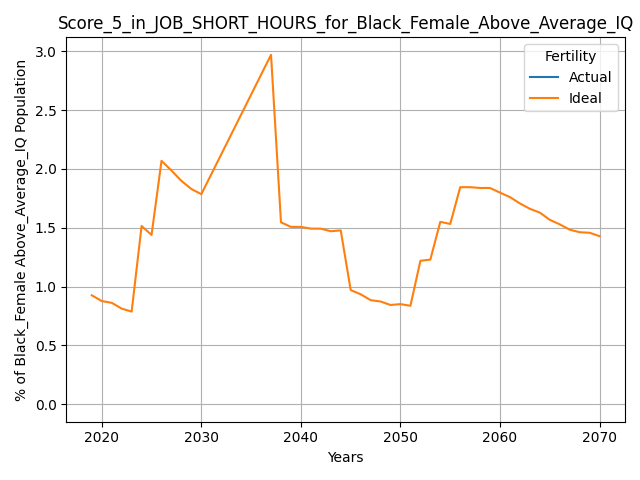 Score_5_in_JOB_SHORT_HOURS_for_Black_Female_Above_Average_IQ
Fertility
Actual
Ideal
% of Black_Female Above_Average_IQ Population
3.0
2.5
2.0
1.5
1.0
0.5
0.0
2020 2030 2040 2050 2060 2070
Years